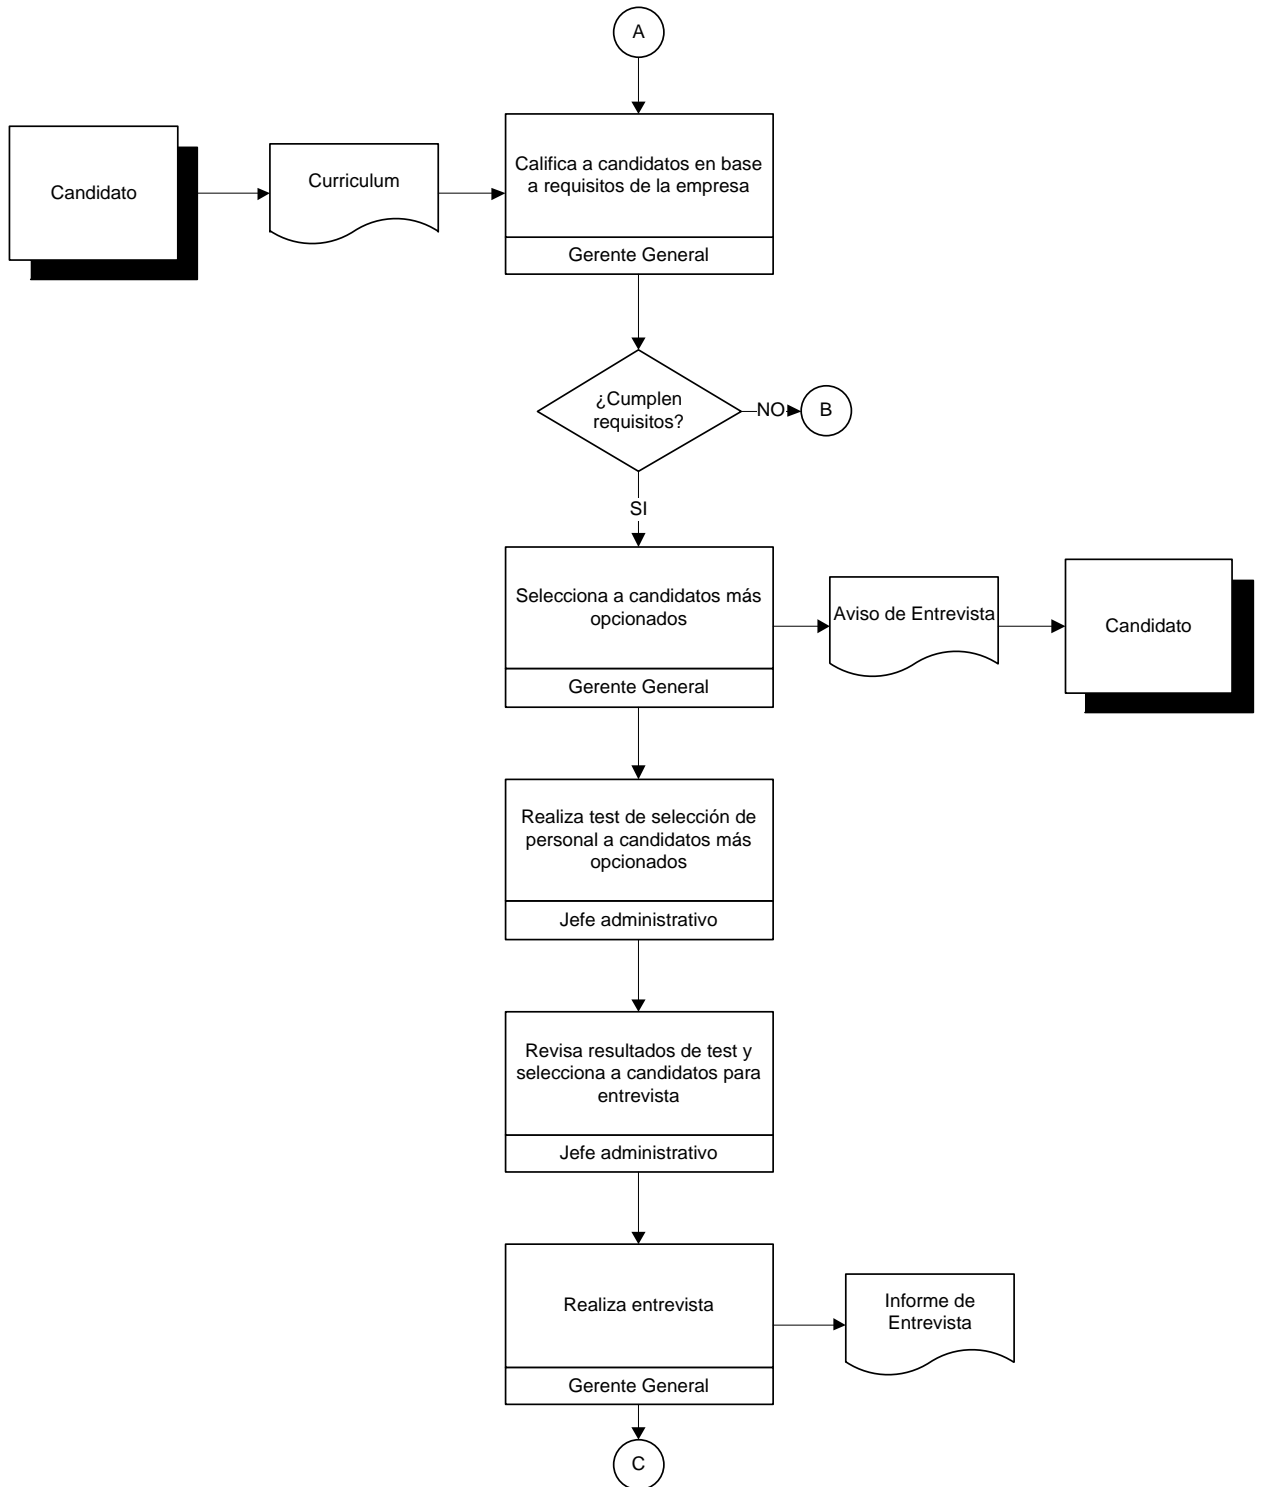 A
Candidato
Curriculum
Califica a candidatos en base
a requisitos de la empresa
Gerente General
¿Cumplen
requisitos?
NO
B
SI
Selecciona a candidatos más
opcionados
Gerente General
Aviso de Entrevista
Candidato
Realiza test de selección de
personal a candidatos más
opcionados
Jefe administrativo
Revisa resultados de test y
selecciona a candidatos para
entrevista
Jefe administrativo
Realiza entrevista
Gerente General
Informe de
Entrevista
C